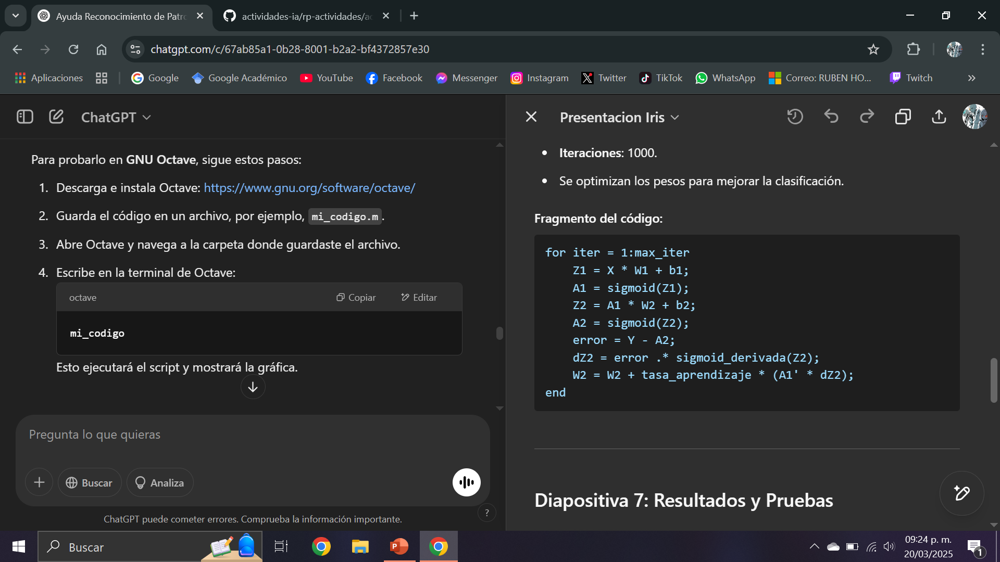 Ayuda Reconocimiento de Patro
actividades-ia/rp-actividades/ac
chatgpt.com/c/67ab85a1-0b28-8001-b2a2-bf4372857e30
Aplicaciones
Google
Google Académico
YouTube
Facebook
Messenger
Instagram
Twitter
TikTok
WhatsApp
Correo: RUBEN HO...
Twitch
ChatGPT
Para probarlo en GNU Octave, sigue estos pasos:
1. Descarga e instala Octave: https://www.gnu.org/software/octave/
2. Guarda el código en un archivo, por ejemplo, mi_codigo.m.
3. Abre Octave y navega a la carpeta donde guardaste el archivo.
4. Escribe en la terminal de Octave:
octave
Copiar
Editar
mi_codigo
Esto ejecutará el script y mostrará la gráfica.
Pregunta lo que quieras
Buscar
Analiza
ChatGPT puede cometer errores. Comprueba la información importante.
?
Presentacion Iris
• Iteraciones: 1000.
• Se optimizan los pesos para mejorar la clasificación.
Fragmento del código:
for iter = 1:max_iter
Z1 = X * W1 + b1;
A1 = sigmoid(Z1);
Z2 = A1 * W2 + b2;
A2 = sigmoid(Z2);
error = Y - A2;
dZ2 = error .* sigmoid_derivada(Z2);
W2 = W2 + tasa_aprendizaje * (A1' * dZ2);
end
Diapositiva 7: Resultados y Pruebas
Buscar
09:24 p. m.
20/03/2025
1